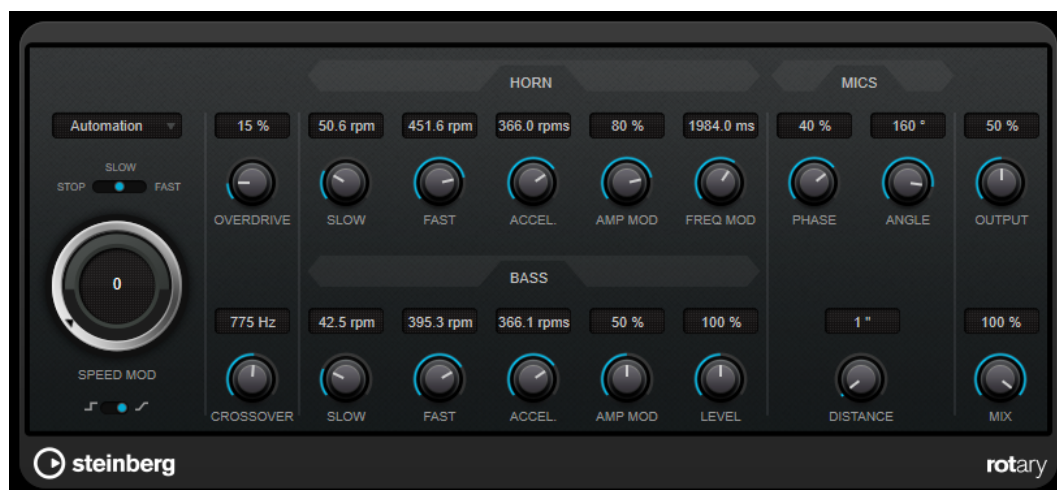 HORN MICS
Automation 15 % 50.6 rpm 451.6 rpm 366.0 rpms 80 % 1984.0 ms 40 % 160 ° 50 %
SLOW
STOP FAST
OVERDRIVE SLOW FAST ACCEL. AMP MOD FREQ MOD PHASE ANGLE OUTPUT
BASS
0
775 Hz 42.5 rpm 395.3 rpm 366.1 rpms 50 % 100 % 1 " 100 %
SPEED MOD
CROSSOVER SLOW FAST ACCEL. AMP MOD LEVEL DISTANCE MIX
steinberg rotary